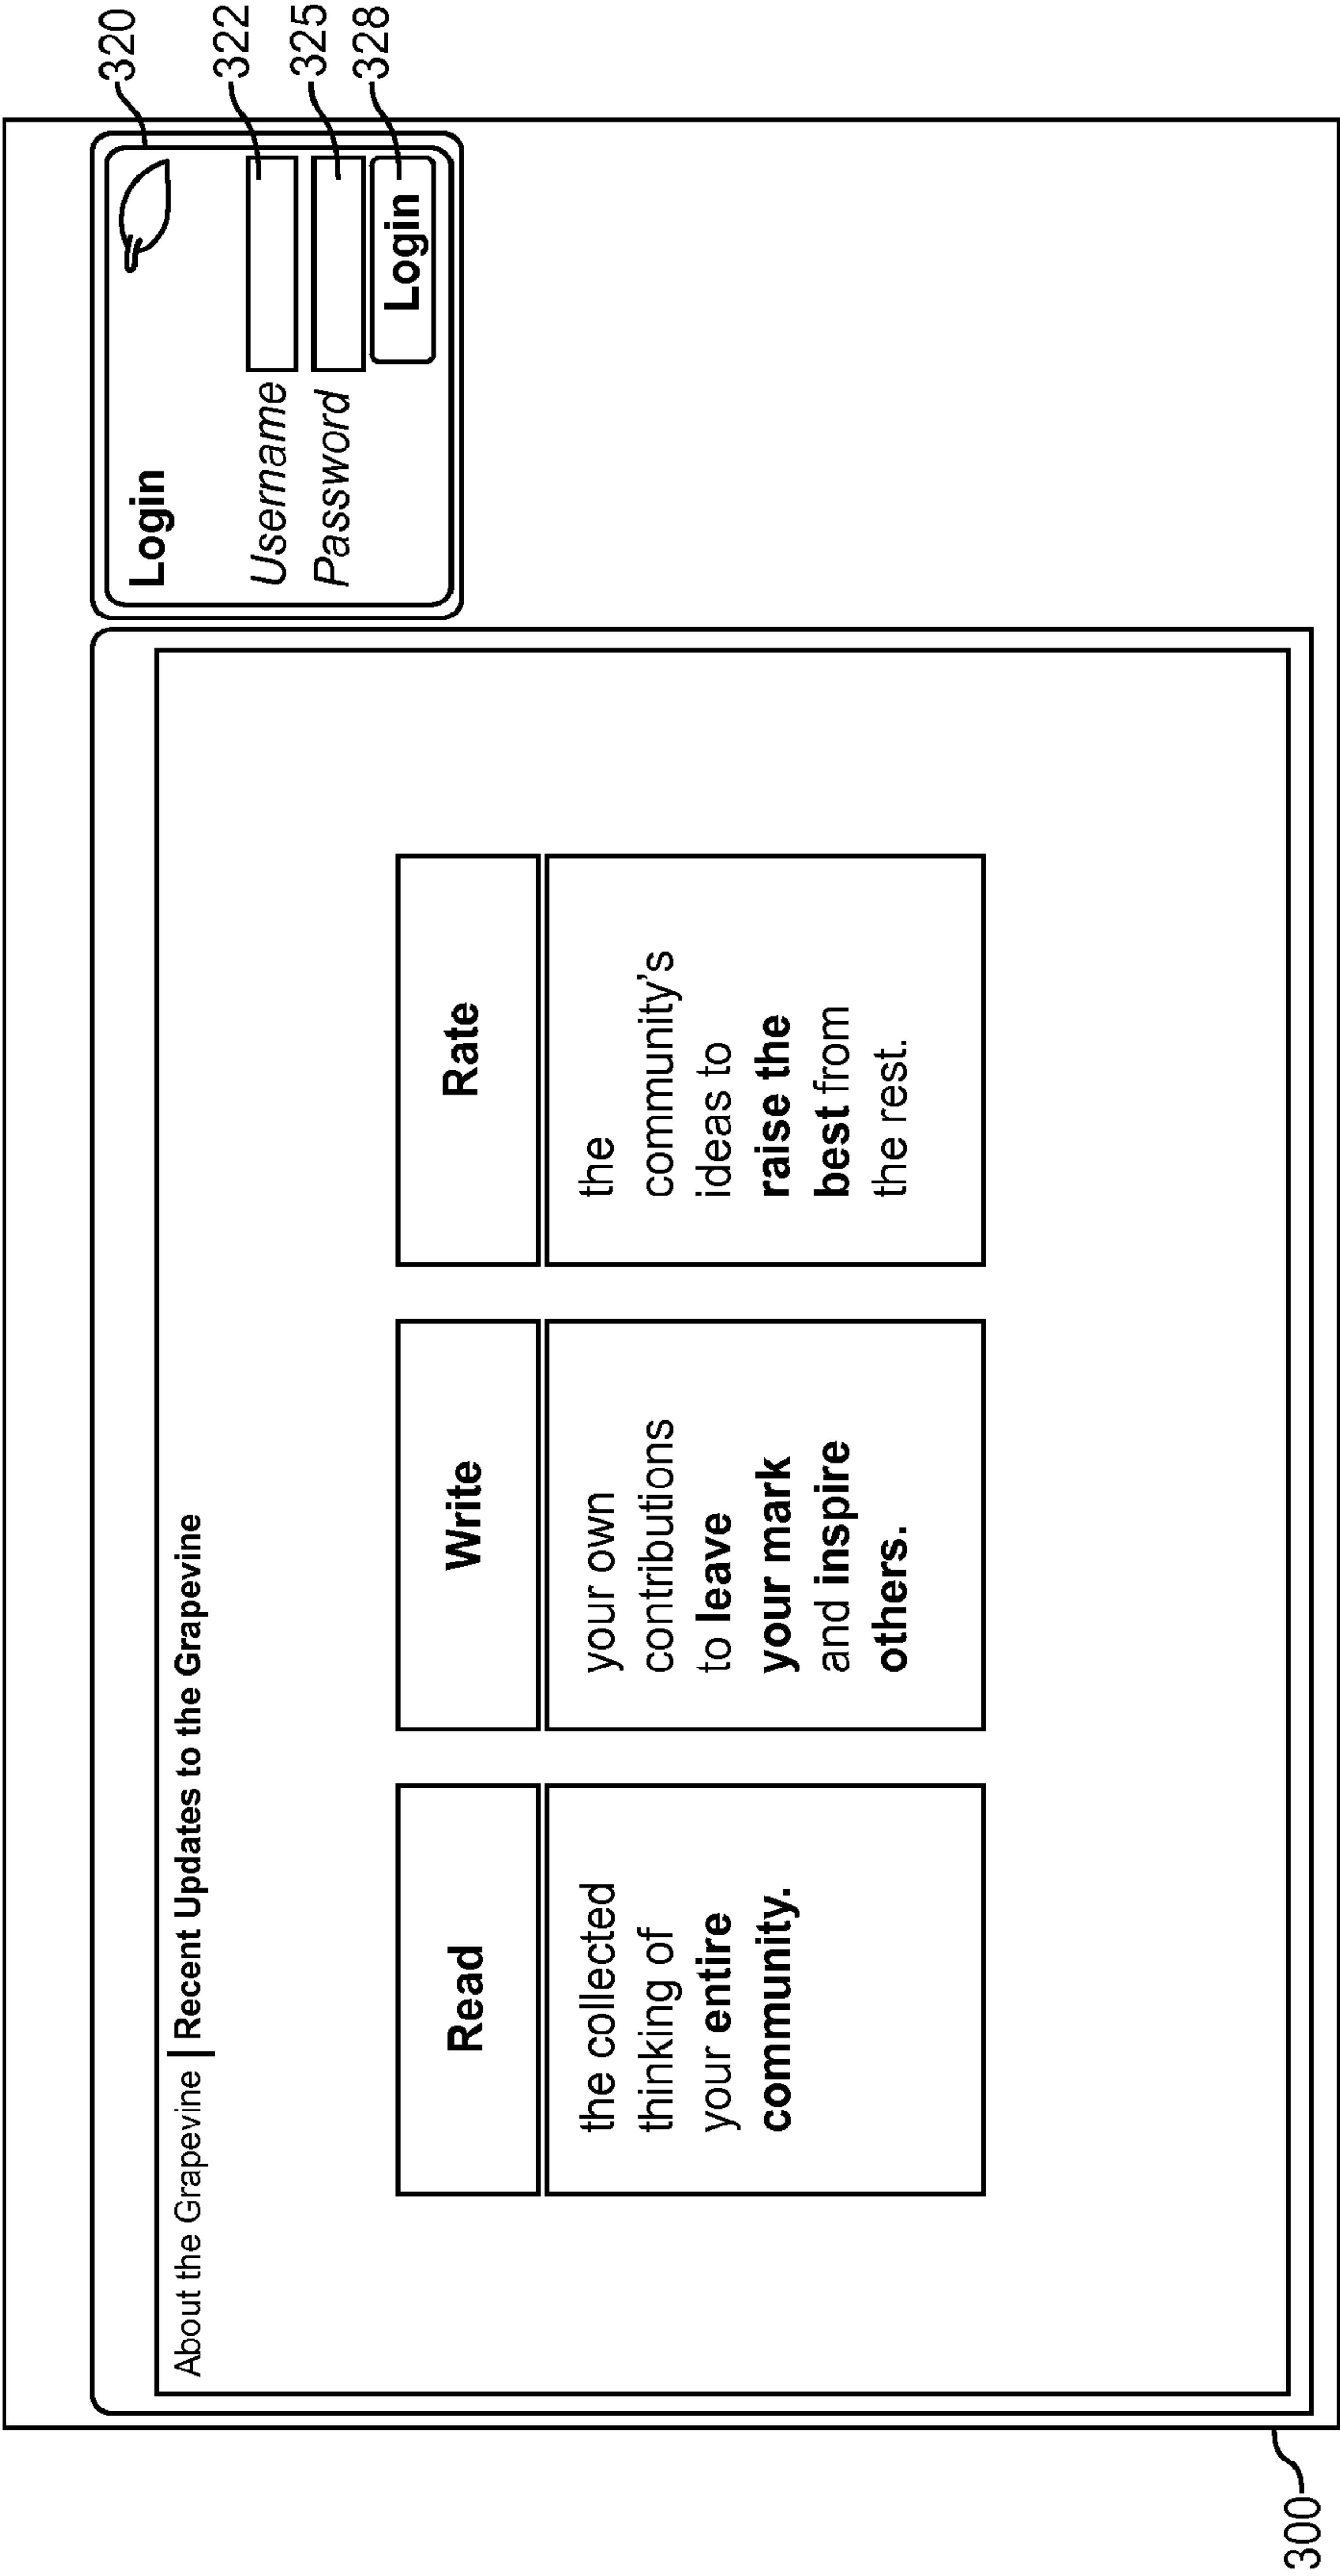 About the Grapevine | Recent Updates to the Grapevine
Read
the collected
thinking of
your entire
community.
Write
your own
contributions
to leave
your mark
and inspire
others.
Rate
the
community's
ideas to
raise the
best from
the rest.
Login
Username
Password
Login
320
322
325
328
300